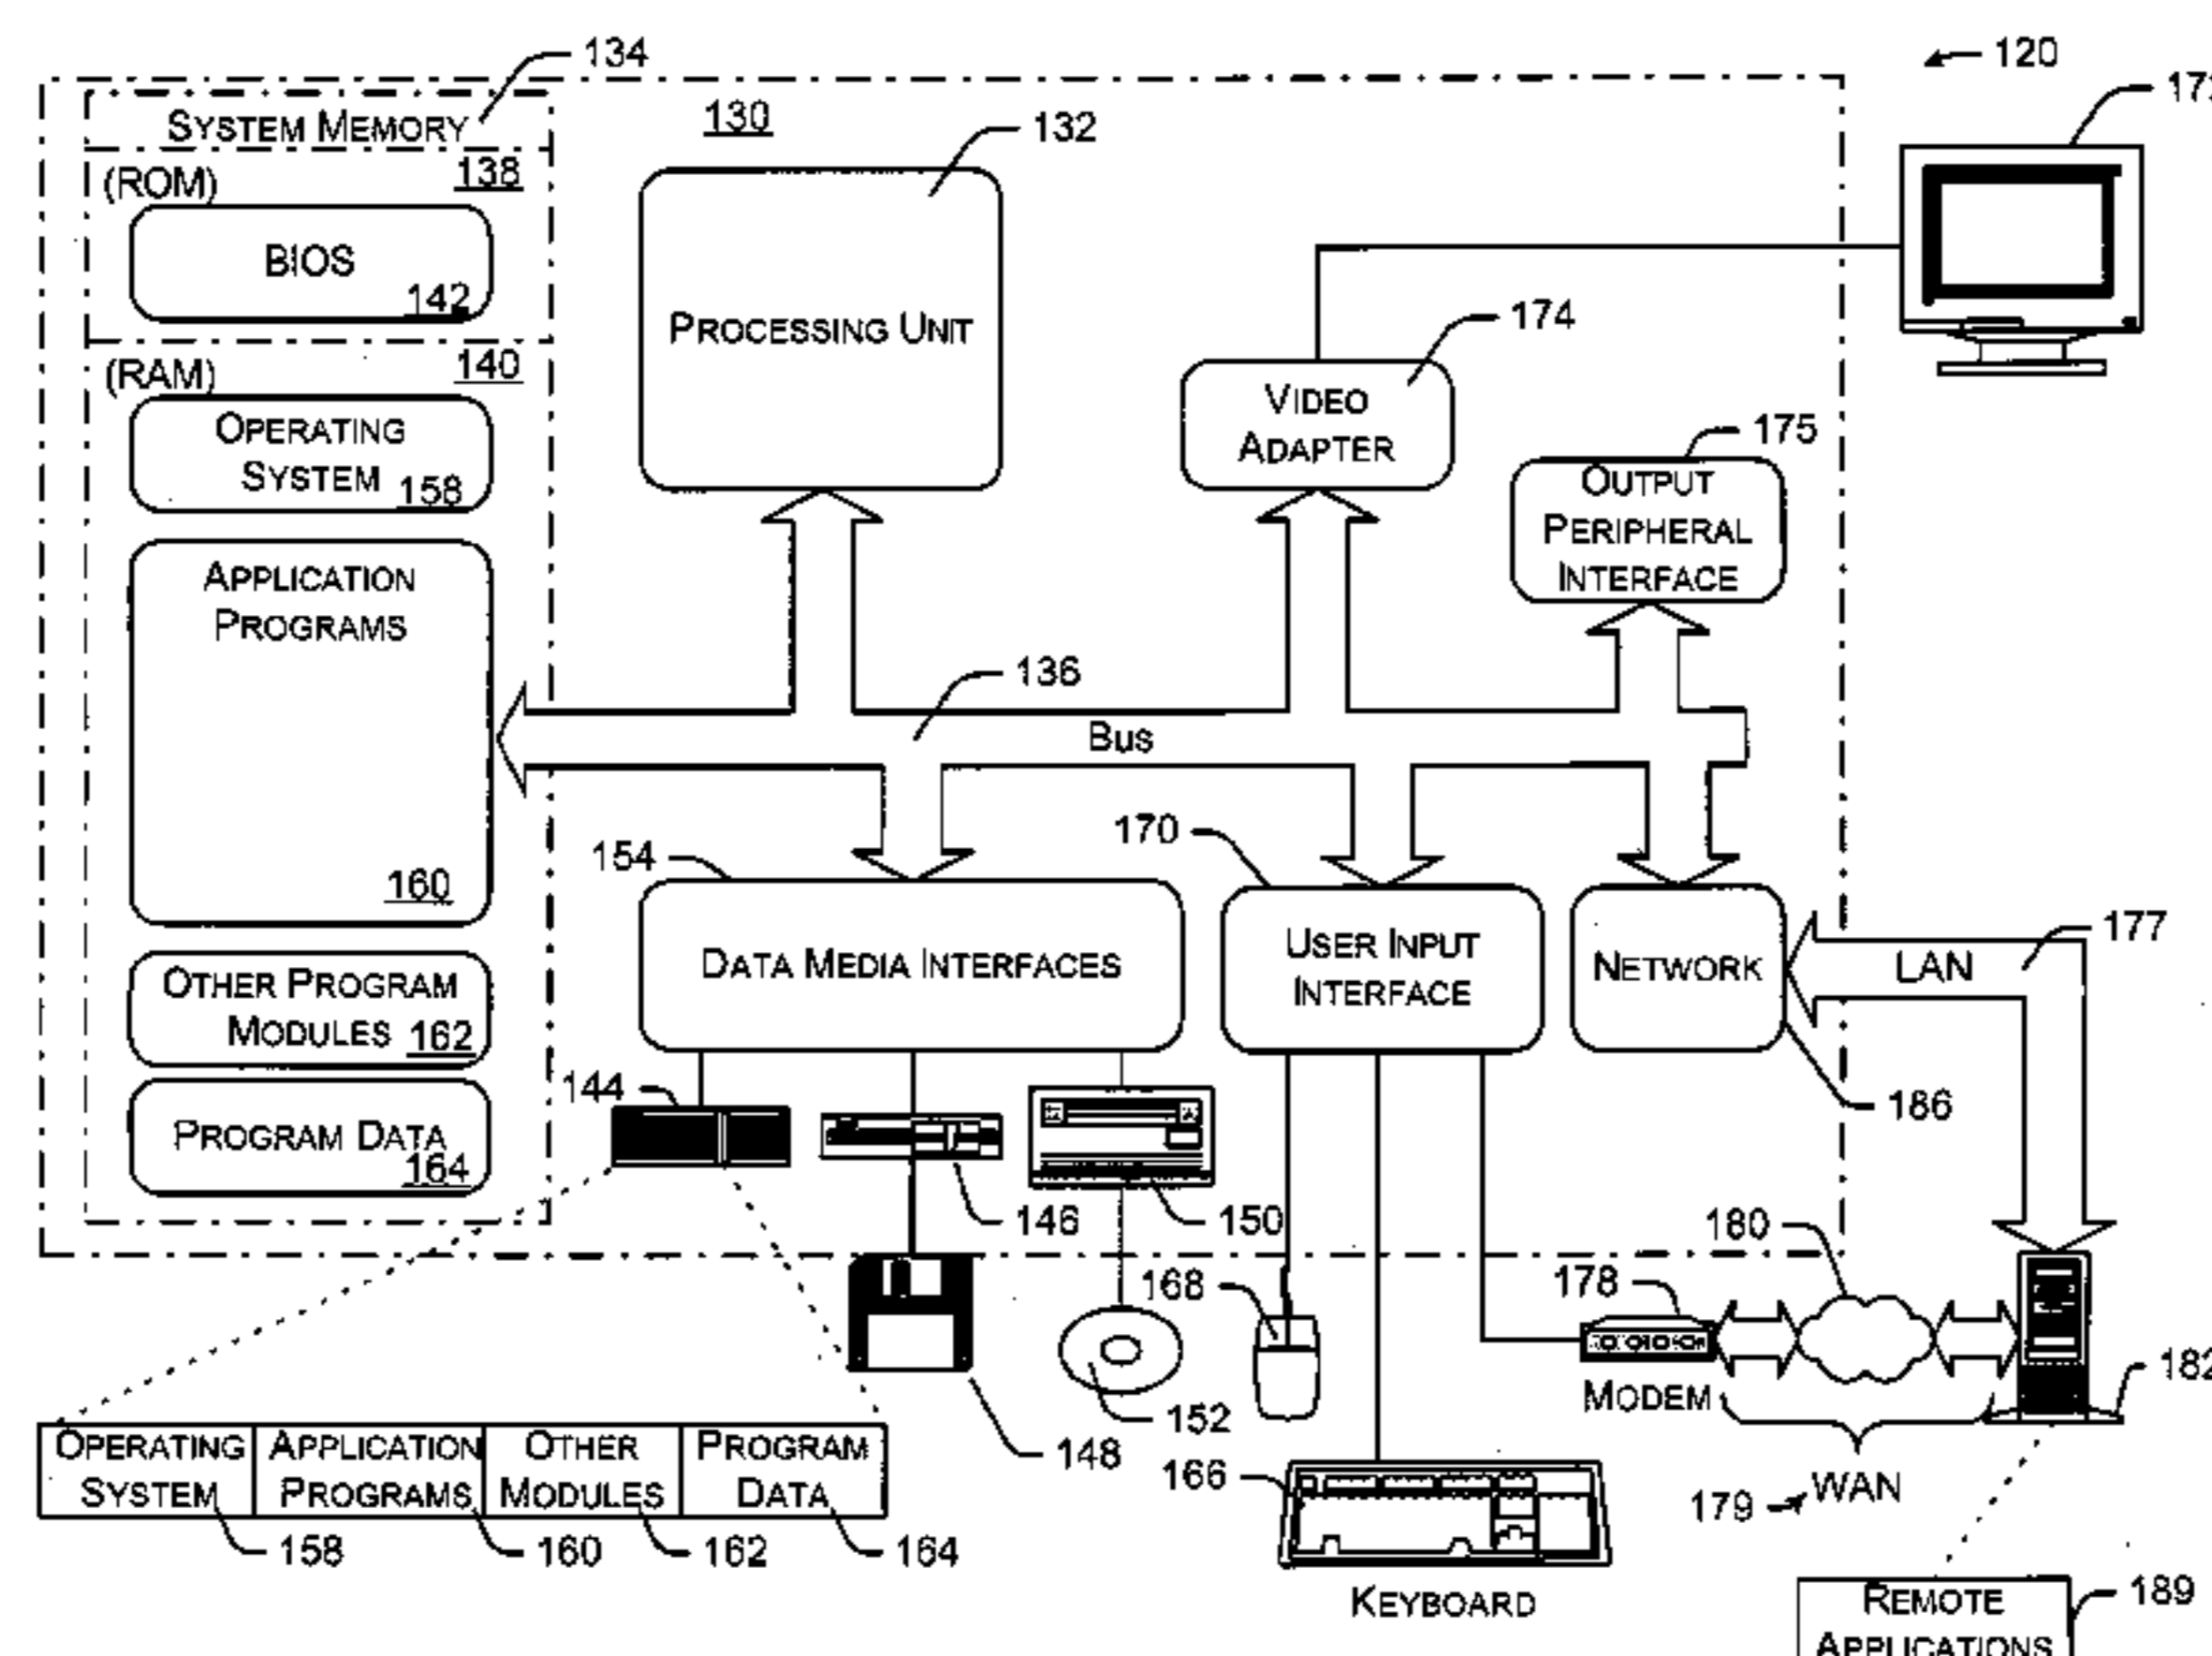 134
120
SYSTEM MEMORY
130
132
(ROM)
138
BIOS
142
PROCESSING UNIT
174
(RAM)
140
VIDEO
ADAPTER
OPERATING
SYSTEM 158
175
OUTPUT
PERIPHERAL
INTERFACE
APPLICATION
PROGRAMS
160
136
BUS
154
170
DATA MEDIA INTERFACES
USER INPUT
INTERFACE
NETWORK
LAN
177
186
OTHER PROGRAM
MODULES 162
PROGRAM DATA
164
144
146
150
180
168
178
MODEM
152
148
166
179
WAN
OPERATING
SYSTEM
APPLICATION
PROGRAMS
OTHER
MODULES
PROGRAM
DATA
158
160
162
164
KEYBOARD
REMOTE
APPLICATIONS
189